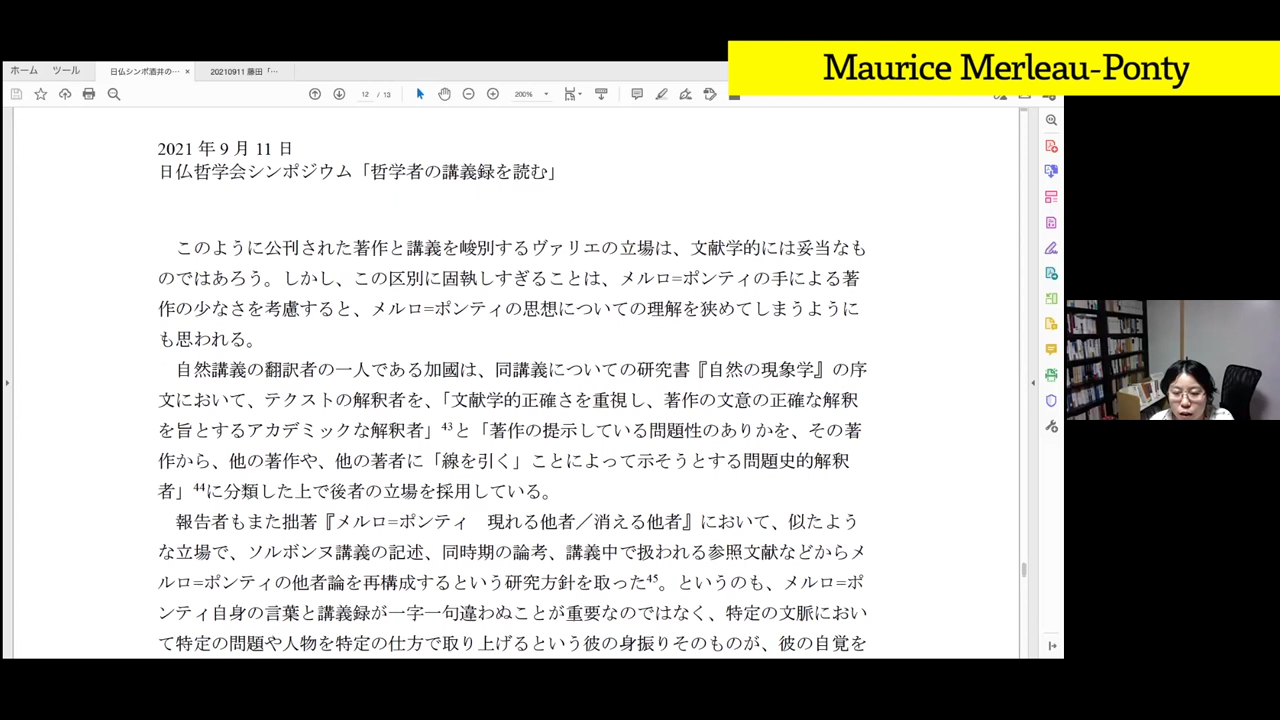 Maurice Merleau-Ponty
ホーム ツール 日仏シンポ酒井の… × 20210911 藤田「…
12 / 13 200%
2021 年 9 月 11 日
日仏哲学会シンポジウム「哲学者の講義録を読む」
このように公刊された著作と講義を峻別するヴァリエの立場は、文献学的には妥当なも
のではあろう。しかし、この区別に固執しすぎることは、メルロ=ポンティの手による著
作の少なさを考慮すると、メルロ=ポンティの思想についての理解を狭めてしまうように
も思われる。
自然講義の翻訳者の一人である加國は、同講義についての研究書『自然の現象学』の序
文において、テクストの解釈者を、「文献学的正確さを重視し、著作の文意の正確な解釈
を旨とするアカデミックな解釈者」43と「著作の提示している問題性のありかを、その著
作から、他の著作や、他の著者に「線を引く」ことによって示そうとする問題史的解釈
者」44に分類した上で後者の立場を採用している。
報告者もまた拙著『メルロ=ポンティ 現れる他者／消える他者』において、似たよう
な立場で、ソルボンヌ講義の記述、同時期の論考、講義中で扱われる参照文献などからメ
ルロ=ポンティの他者論を再構成するという研究方針を取った45。というのも、メルロ=ポ
ンティ自身の言葉と講義録が一字一句違わぬことが重要なのではなく、特定の文脈におい
て特定の問題や人物を特定の仕方で取り上げるという彼の身振りそのものが、彼の自覚を